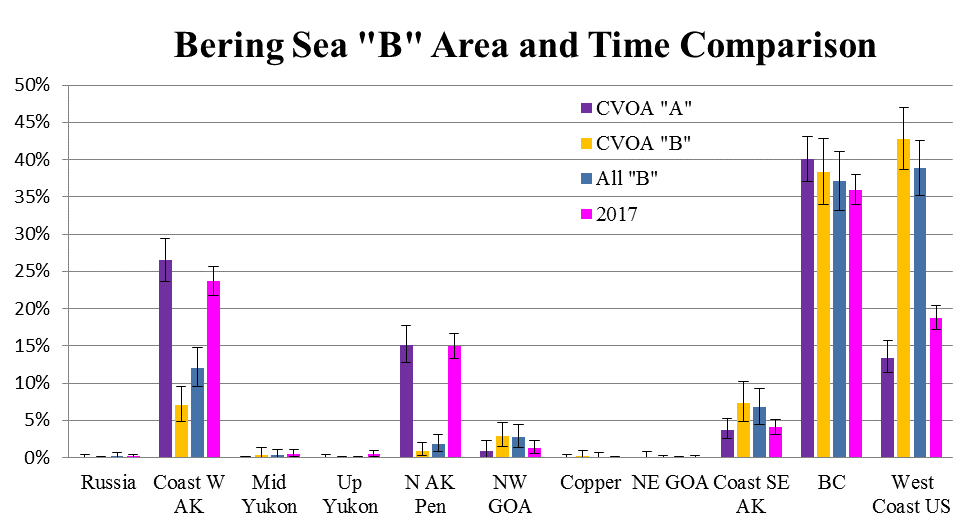 Bering Sea "B" Area and Time Comparison
50%
45%
40%
35%
30%
25%
20%
15%
10%
5%
0%
CVOA "A"
CVOA "B"
All "B"
2017
Russia Coast W Mid Up N AK NW Copper NE GOA Coast SE BC West
AK Yukon Yukon Pen GOA AK Coast US